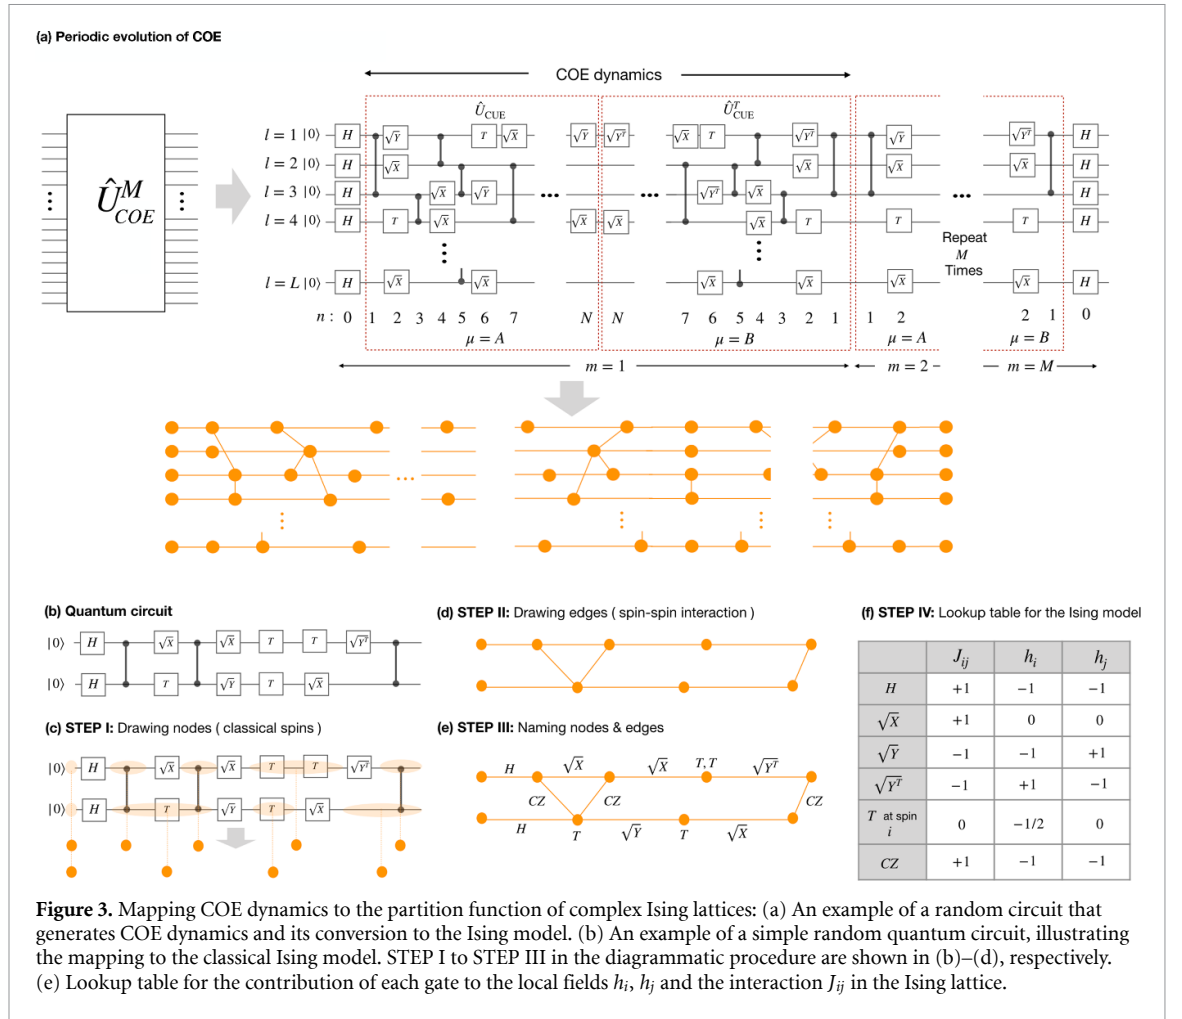 (a) Periodic evolution of COE
COE dynamics
Û_CUE
Û^T_CUE
Û^M_COE
l = 1 |0⟩ H √Y T √X √Y √Y^T √X T √Y^T √Y √Y^T H
l = 2 |0⟩ H √X √X √X √X H
l = 3 |0⟩ H √X √Y ... ... √Y^T √X ... H
l = 4 |0⟩ H T √X √X √X √X T T T H
Repeat
M
Times
l = L |0⟩ H √X √X √X √X √X √X H
n : 0 1 2 3 4 5 6 7 N N 7 6 5 4 3 2 1 1 2 2 1 0
μ = A μ = B μ = A μ = B
m = 1 m = 2 m = M
(b) Quantum circuit
|0⟩ H √X √X T T √Y^T
|0⟩ H T √Y T √X
(c) STEP I: Drawing nodes ( classical spins )
|0⟩ H √X √X T T √Y^T
|0⟩ H T √Y T √X
(d) STEP II: Drawing edges ( spin-spin interaction )
(e) STEP III: Naming nodes & edges
H √X √X T, T √Y^T
CZ CZ CZ
H T √Y T √X
(f) STEP IV: Lookup table for the Ising model
J_ij h_i h_j
H +1 −1 −1
√X +1 0 0
√Y −1 −1 +1
√Y^T −1 +1 −1
T at spin i 0 −1/2 0
CZ +1 −1 −1
Figure 3. Mapping COE dynamics to the partition function of complex Ising lattices: (a) An example of a random circuit that
generates COE dynamics and its conversion to the Ising model. (b) An example of a simple random quantum circuit, illustrating
the mapping to the classical Ising model. STEP I to STEP III in the diagrammatic procedure are shown in (b)–(d), respectively.
(e) Lookup table for the contribution of each gate to the local fields h_i, h_j and the interaction J_ij in the Ising lattice.